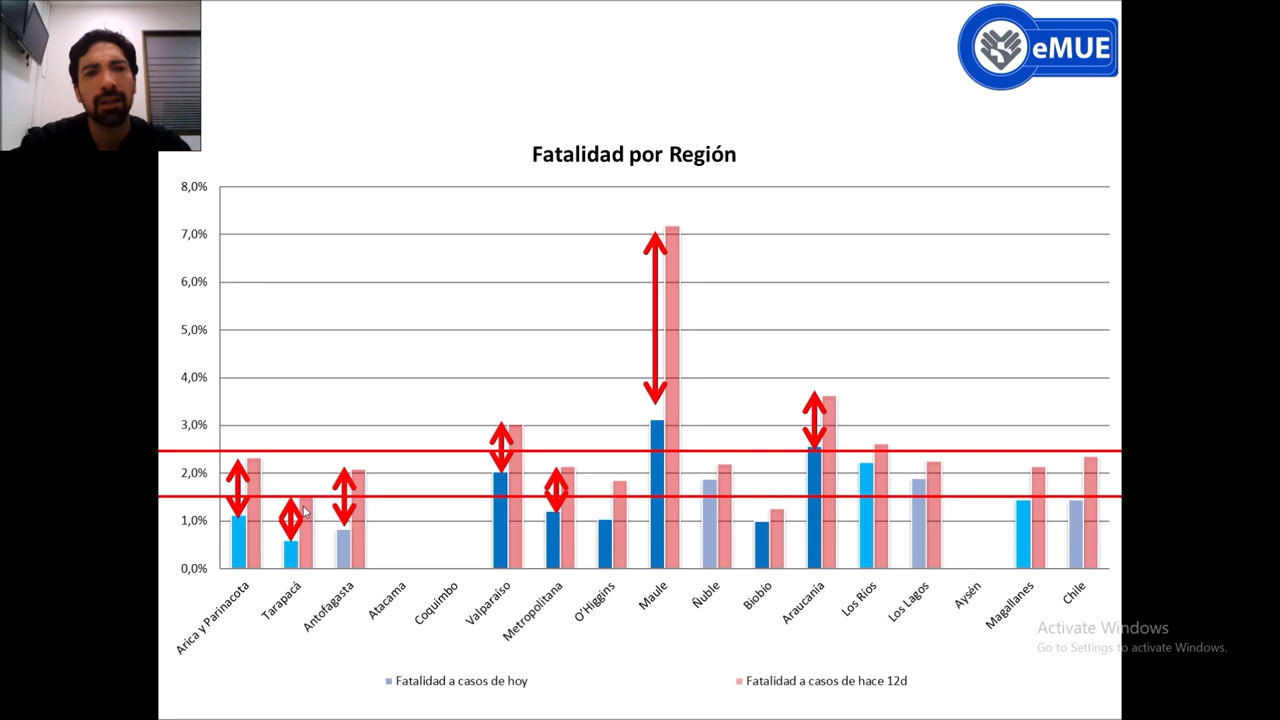 eMUE
Fatalidad por Región
8,0%
7,0%
6,0%
5,0%
4,0%
3,0%
2,0%
1,0%
0,0%
Arica y Parinacota
Tarapacá
Antofagasta
Atacama
Coquimbo
Valparaíso
Metropolitana
O'Higgins
Maule
Ñuble
Biobío
Araucanía
Los Ríos
Los Lagos
Aysén
Magallanes
Chile
Fatalidad a casos de hoy
Fatalidad a casos de hace 12d
Activate Windows
Go to Settings to activate Windows.